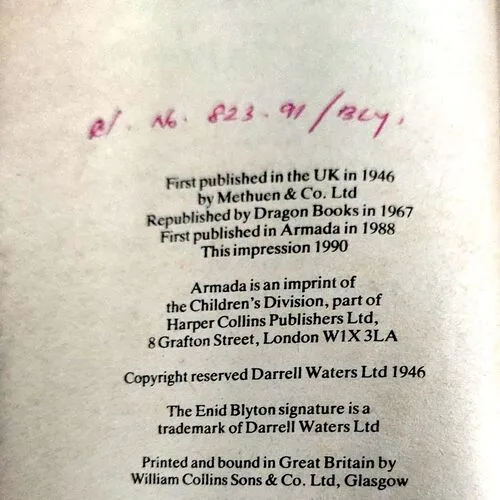 Cl. No. 823.91/BLY.
First published in the UK in 1946
by Methuen & Co. Ltd
Republished by Dragon Books in 1967
First published in Armada in 1988
This impression 1990
Armada is an imprint of
the Children's Division, part of
Harper Collins Publishers Ltd,
8 Grafton Street, London W1X 3LA
Copyright reserved Darrell Waters Ltd 1946
The Enid Blyton signature is a
trademark of Darrell Waters Ltd
Printed and bound in Great Britain by
William Collins Sons & Co. Ltd, Glasgow